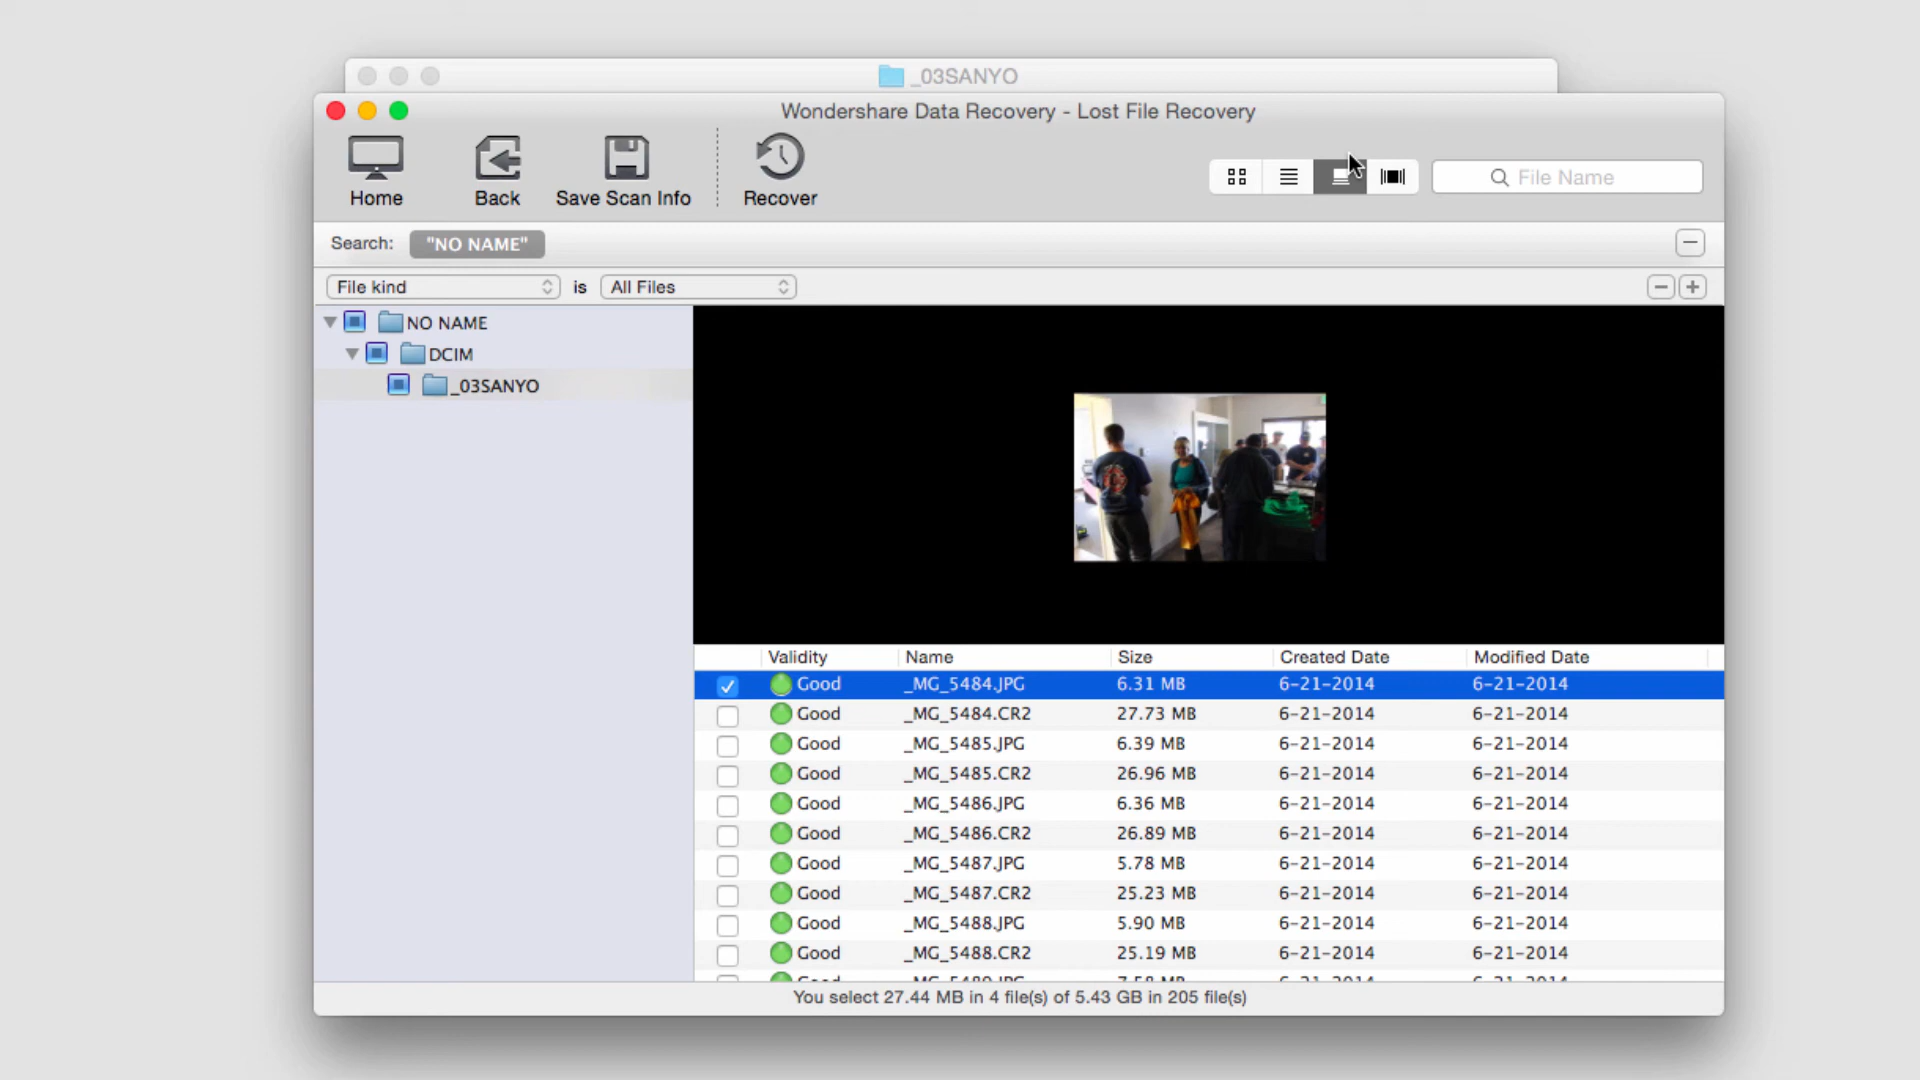 _03SANYO
Wondershare Data Recovery - Lost File Recovery
Home Back Save Scan Info Recover File Name
Search: "NO NAME"
File kind is All Files
NO NAME
DCIM
_03SANYO
Validity Name Size Created Date Modified Date
Good _MG_5484.JPG 6.31 MB 6-21-2014 6-21-2014
Good _MG_5484.CR2 27.73 MB 6-21-2014 6-21-2014
Good _MG_5485.JPG 6.39 MB 6-21-2014 6-21-2014
Good _MG_5485.CR2 26.96 MB 6-21-2014 6-21-2014
Good _MG_5486.JPG 6.36 MB 6-21-2014 6-21-2014
Good _MG_5486.CR2 26.89 MB 6-21-2014 6-21-2014
Good _MG_5487.JPG 5.78 MB 6-21-2014 6-21-2014
Good _MG_5487.CR2 25.23 MB 6-21-2014 6-21-2014
Good _MG_5488.JPG 5.90 MB 6-21-2014 6-21-2014
Good _MG_5488.CR2 25.19 MB 6-21-2014 6-21-2014
You select 27.44 MB in 4 file(s) of 5.43 GB in 205 file(s)